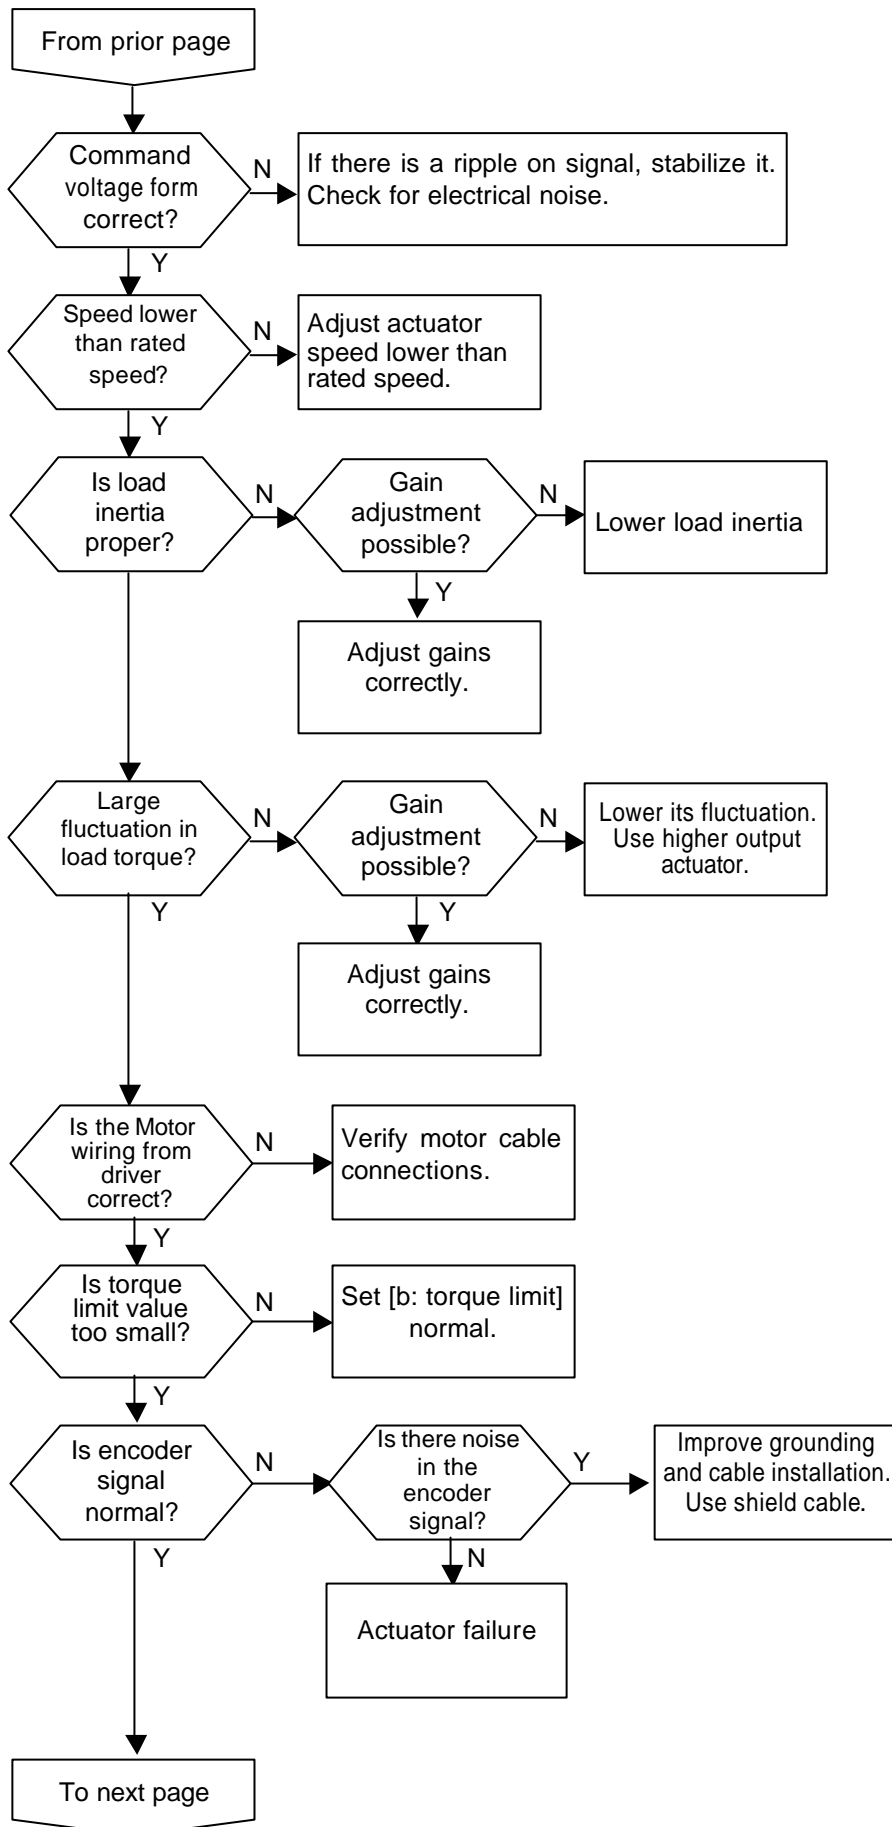 From prior page
Command
voltage form
correct?
N
If there is a ripple on signal, stabilize it.
Check for electrical noise.
Y
Speed lower
than rated
speed?
N
Adjust actuator
speed lower than
rated speed.
Y
Is load
inertia
proper?
N
Gain
adjustment
possible?
N
Lower load inertia
Y
Adjust gains
correctly.
Large
fluctuation in
load torque?
N
Gain
adjustment
possible?
N
Lower its fluctuation.
Use higher output
actuator.
Y
Y
Adjust gains
correctly.
Is the Motor
wiring from
driver
correct?
N
Verify motor cable
connections.
Y
Is torque
limit value
too small?
N
Set [b: torque limit]
normal.
Y
Is encoder
signal
normal?
N
Is there noise
in the
encoder
signal?
Y
Improve grounding
and cable installation.
Use shield cable.
Y
N
Actuator failure
To next page